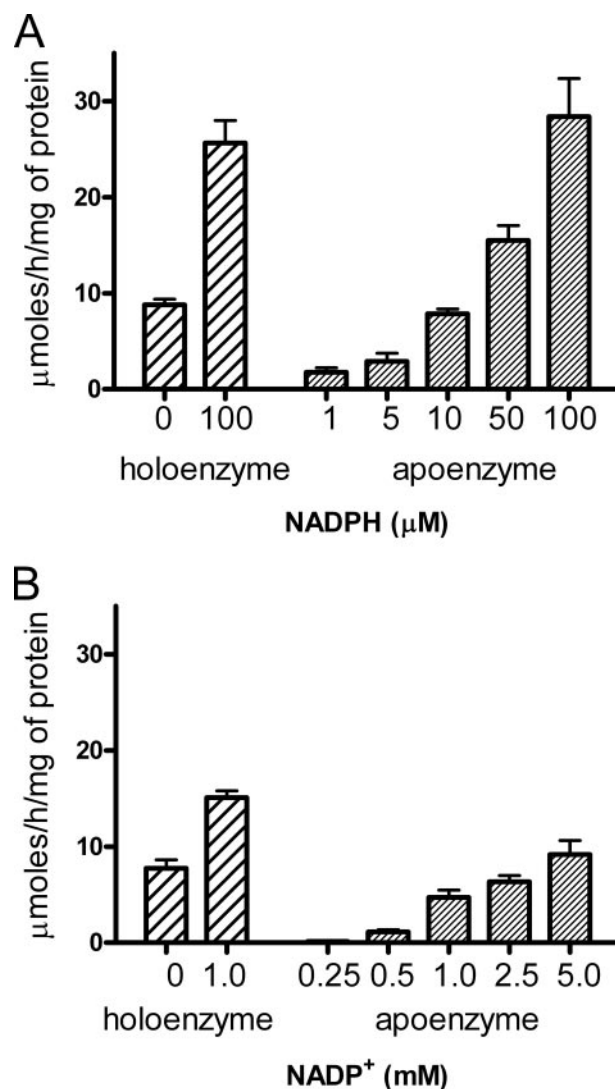 A
μmoles/h/mg of protein
30
20
10
0
0 100 1 5 10 50 100
holoenzyme apoenzyme
NADPH (μM)
B
μmoles/h/mg of protein
30
20
10
0
0 1.0 0.25 0.5 1.0 2.5 5.0
holoenzyme apoenzyme
NADP⁺ (mM)